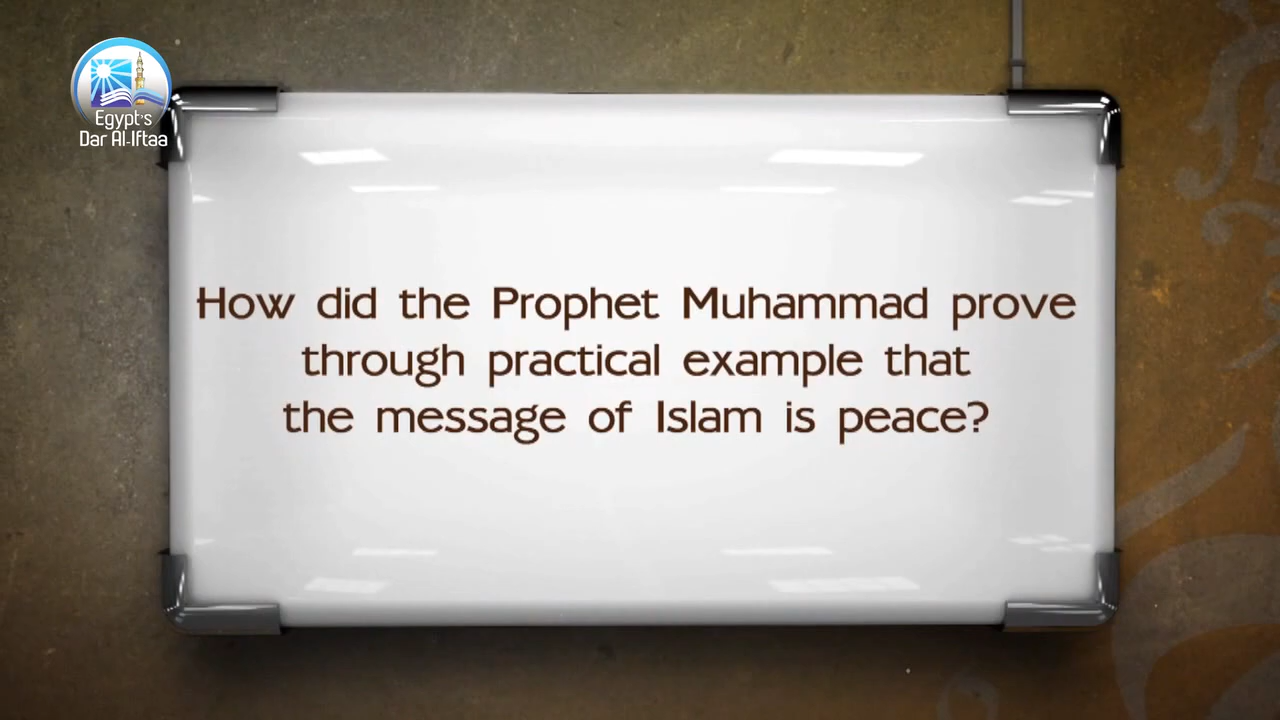 Egypt's
Dar Al-Iftaa
How did the Prophet Muhammad prove
through practical example that
the message of Islam is peace?